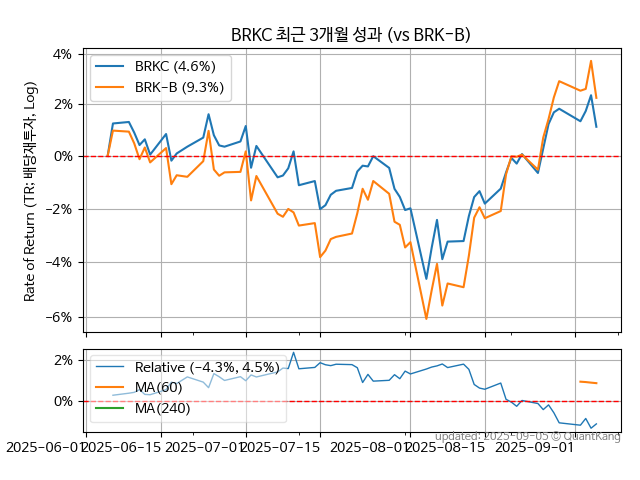 BRKC 최근 3개월 성과 (vs BRK-B)
Rate of Return (TR: 배당재투자, Log)
4%
2%
0%
−2%
−4%
−6%
BRKC (4.6%)
BRK-B (9.3%)
2%
0%
Relative (-4.3%, 4.5%)
MA(60)
MA(240)
2025-06-01
2025-06-15
2025-07-01
2025-07-15
2025-08-01
2025-08-15
2025-09-01
updated: 2025-09-05 © QuantKang